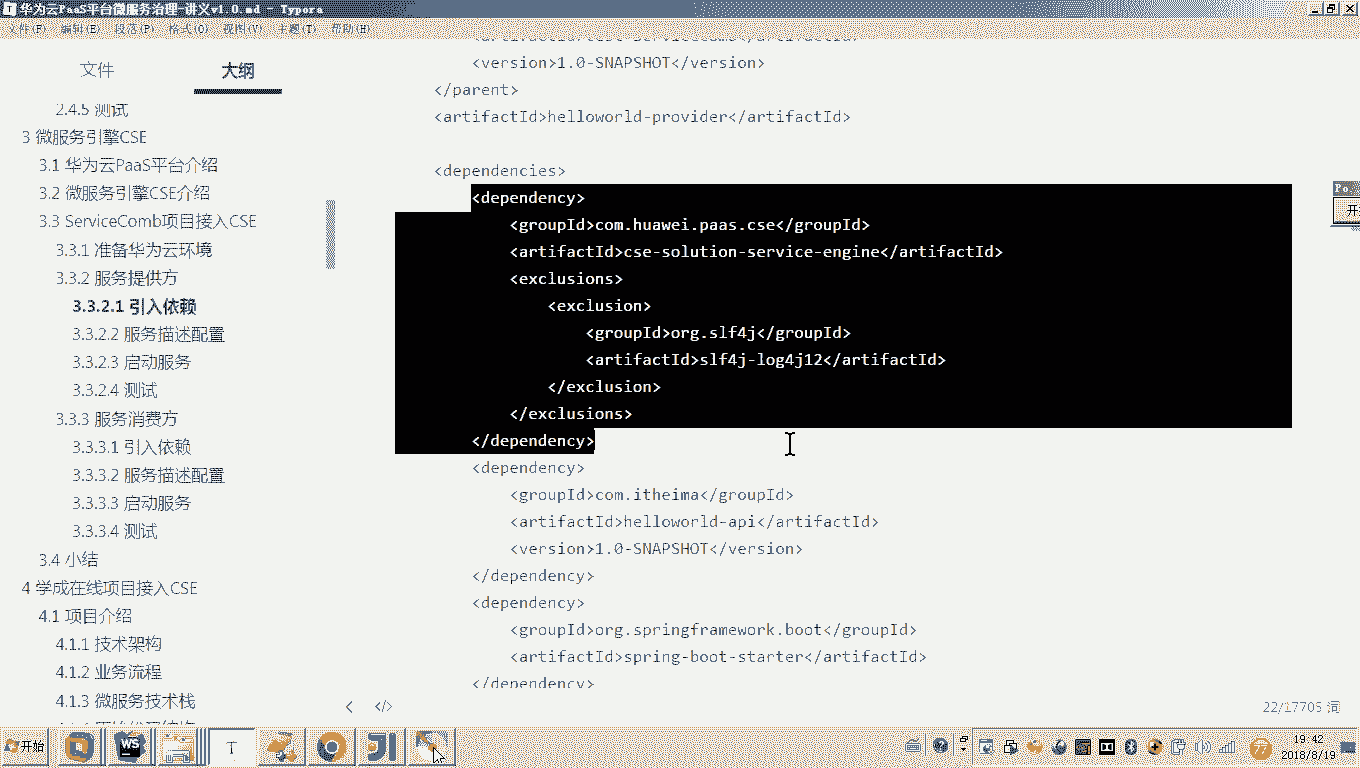 华为云PaaS平台微服务治理-讲义v1.0.md - Typora
文件(F) 编辑(E) 段落(P) 格式(O) 视图(V) 主题(T) 帮助(H)
文件
大纲
2.4.5 测试
3 微服务引擎CSE
3.1 华为云PaaS平台介绍
3.2 微服务引擎CSE介绍
3.3 ServiceComb项目接入CSE
3.3.1 准备华为云环境
3.3.2 服务提供方
3.3.2.1 引入依赖
3.3.2.2 服务描述配置
3.3.2.3 启动服务
3.3.2.4 测试
3.3.3 服务消费方
3.3.3.1 引入依赖
3.3.3.2 服务描述配置
3.3.3.3 启动服务
3.3.3.4 测试
3.4 小结
4 学成在线项目接入CSE
4.1 项目介绍
4.1.1 技术架构
4.1.2 业务流程
4.1.3 微服务技术栈
<version>1.0-SNAPSHOT</version>
</parent>
<artifactId>helloworld-provider</artifactId>
<dependencies>
<dependency>
<groupId>com.huawei.paas.cse</groupId>
<artifactId>cse-solution-service-engine</artifactId>
<exclusions>
<exclusion>
<groupId>org.slf4j</groupId>
<artifactId>slf4j-log4j12</artifactId>
</exclusion>
</exclusions>
</dependency>
<dependency>
<groupId>com.itheima</groupId>
<artifactId>helloworld-api</artifactId>
<version>1.0-SNAPSHOT</version>
</dependency>
<dependency>
<groupId>org.springframework.boot</groupId>
<artifactId>spring-boot-starter</artifactId>
</dependency>
Po.
</>
22/17705 词
开始
WS
T
77
19:42
2018/8/19